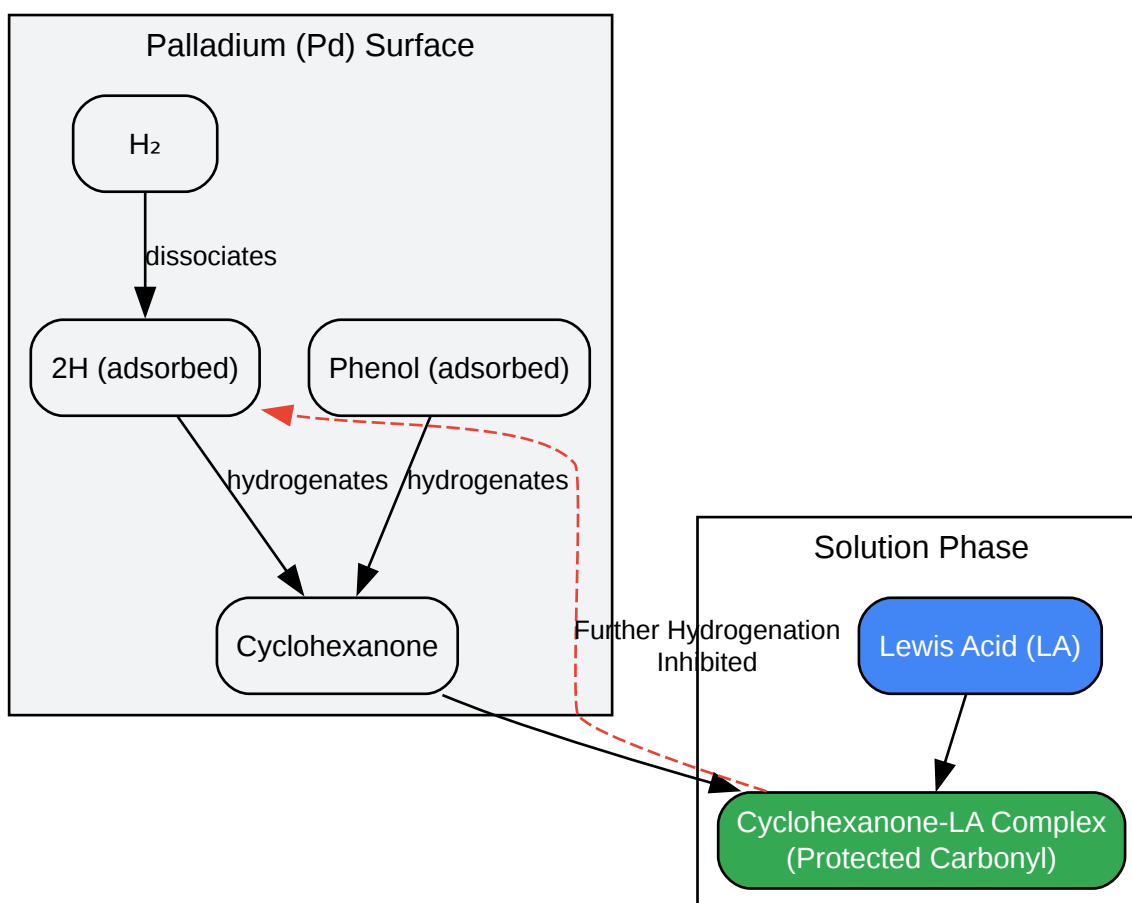 Palladium (Pd) Surface
H₂
dissociates
2H (adsorbed)
Phenol (adsorbed)
hydrogenates
hydrogenates
Cyclohexanone
Further Hydrogenation
Inhibited
Solution Phase
Lewis Acid (LA)
Cyclohexanone-LA Complex
(Protected Carbonyl)